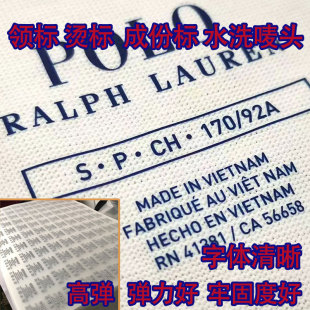 领标 烫标 成份标 水洗唛头
POLO
RALPH LAUREN
S • P • CH • 170/92A
MADE IN VIETNAM
FABRIQUÉ AU VIÊT NAM
HECHO EN VIETNAM
RN 41381 / CA 56658
字体清晰
高弹 弹力好 牢固度好